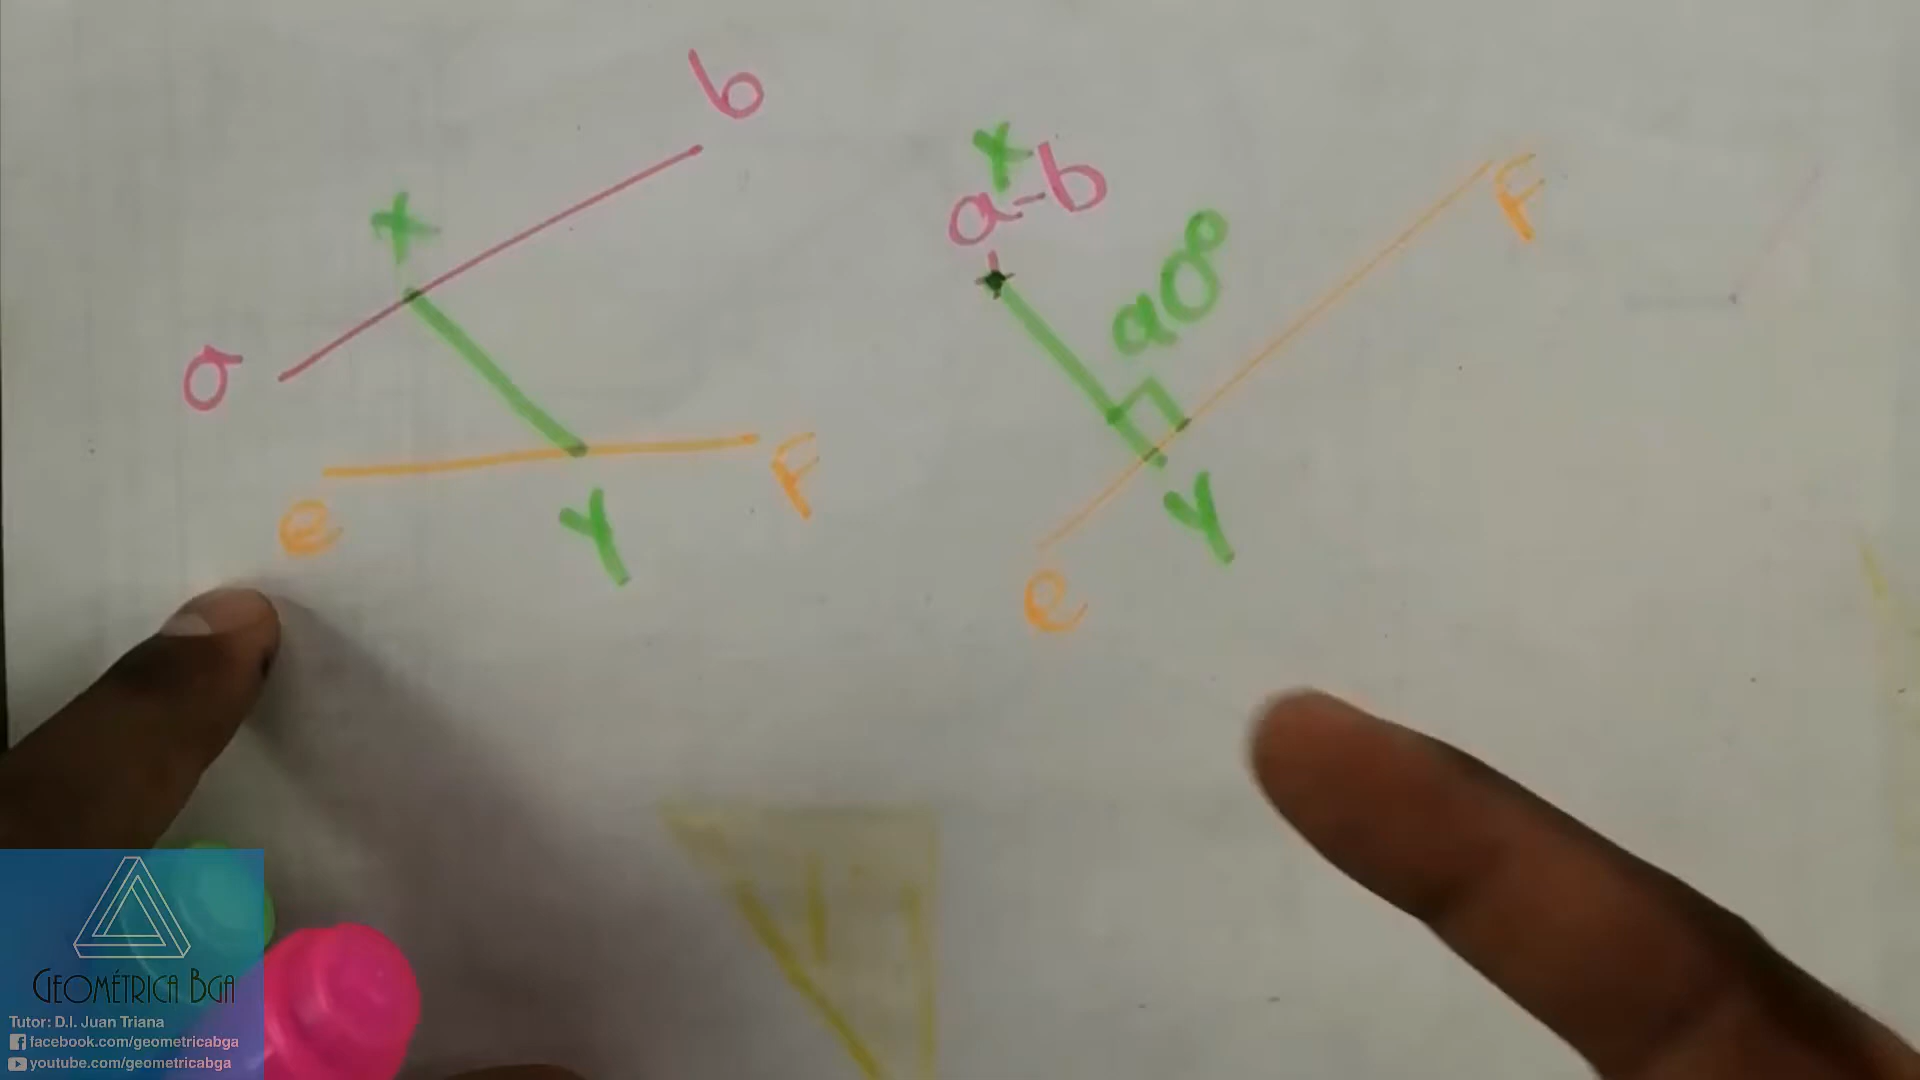 b
x
a
e
f
Y
x
a-b
90°
f
Y
e
GEOMÉTRICA BGA
Tutor: D.I. Juan Triana
facebook.com/geometricabga
youtube.com/geometricabga